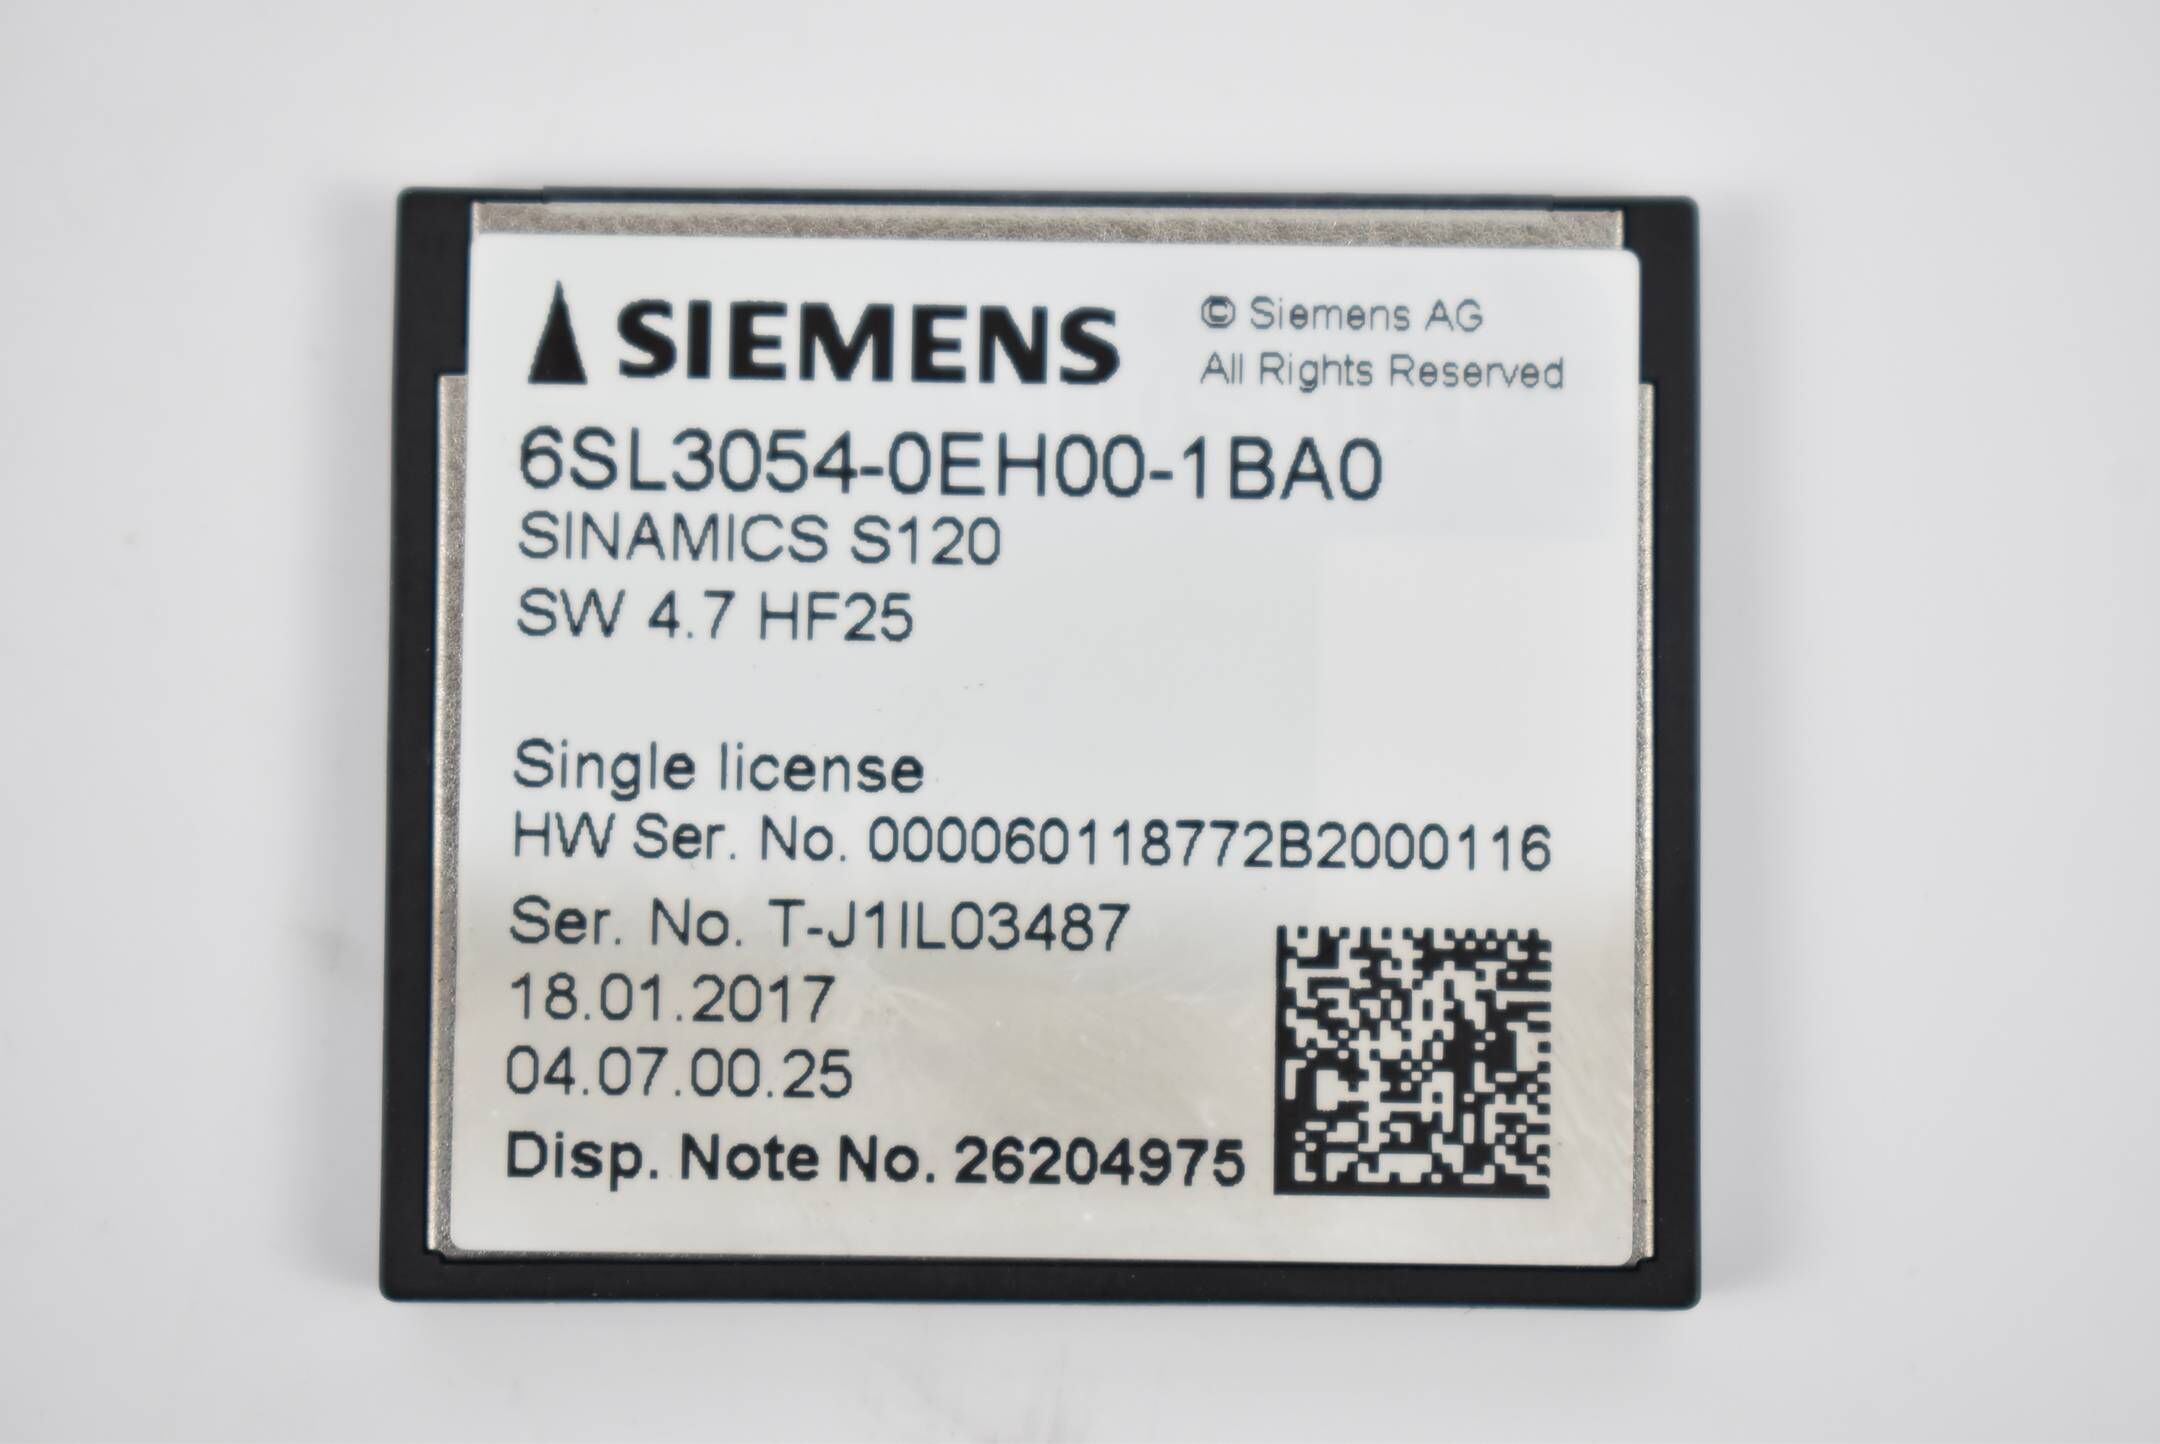 SIEMENS
© Siemens AG
All Rights Reserved
6SL3054-0EH00-1BA0
SINAMICS S120
SW 4.7 HF25
Single license
HW Ser. No. 000060118772B2000116
Ser. No. T-J1IL03487
18.01.2017
04.07.00.25
Disp. Note No. 26204975